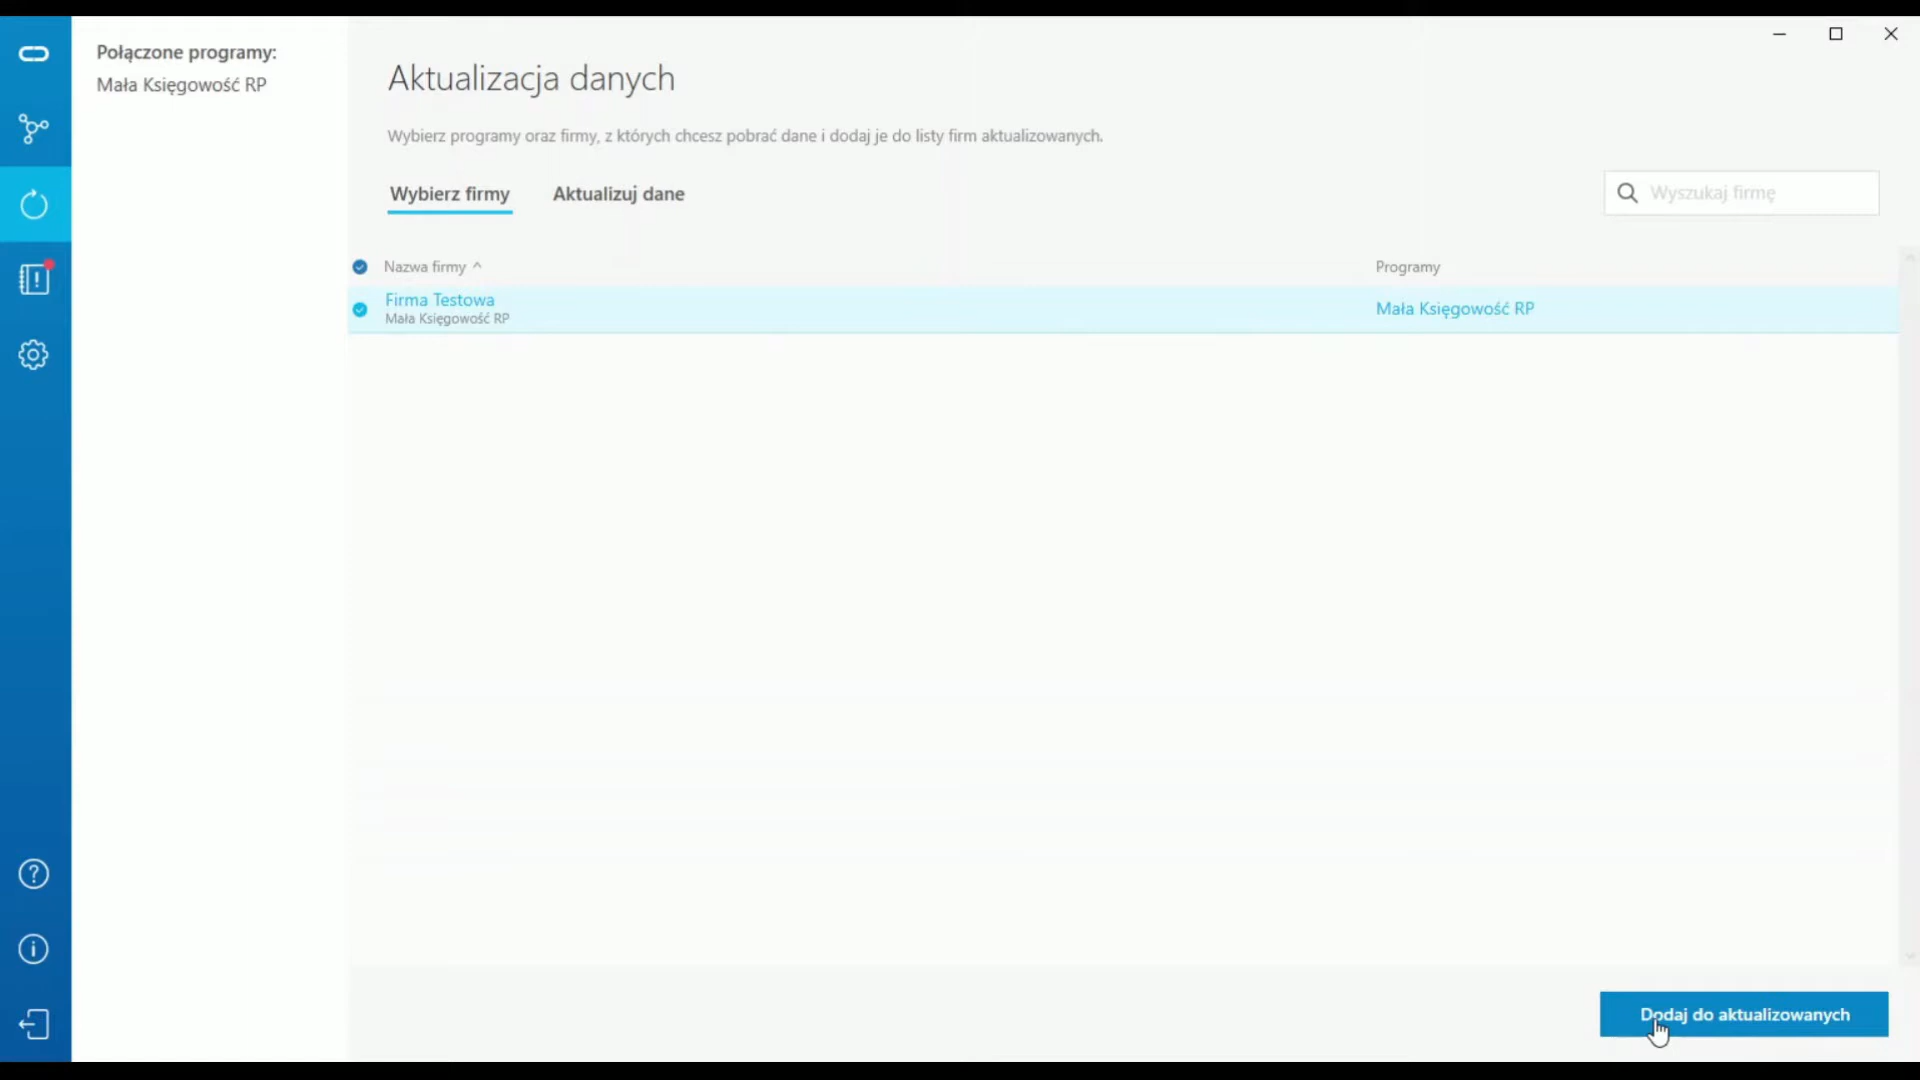 Połączone programy:
Mała Księgowość RP
Aktualizacja danych
Wybierz programy oraz firmy, z których chcesz pobrać dane i dodaj je do listy firm aktualizowanych.
Wybierz firmy
Aktualizuj dane
Wyszukaj firmę
Nazwa firmy
Programy
Firma Testowa
Mała Księgowość RP
Mała Księgowość RP
Dodaj do aktualizowanych